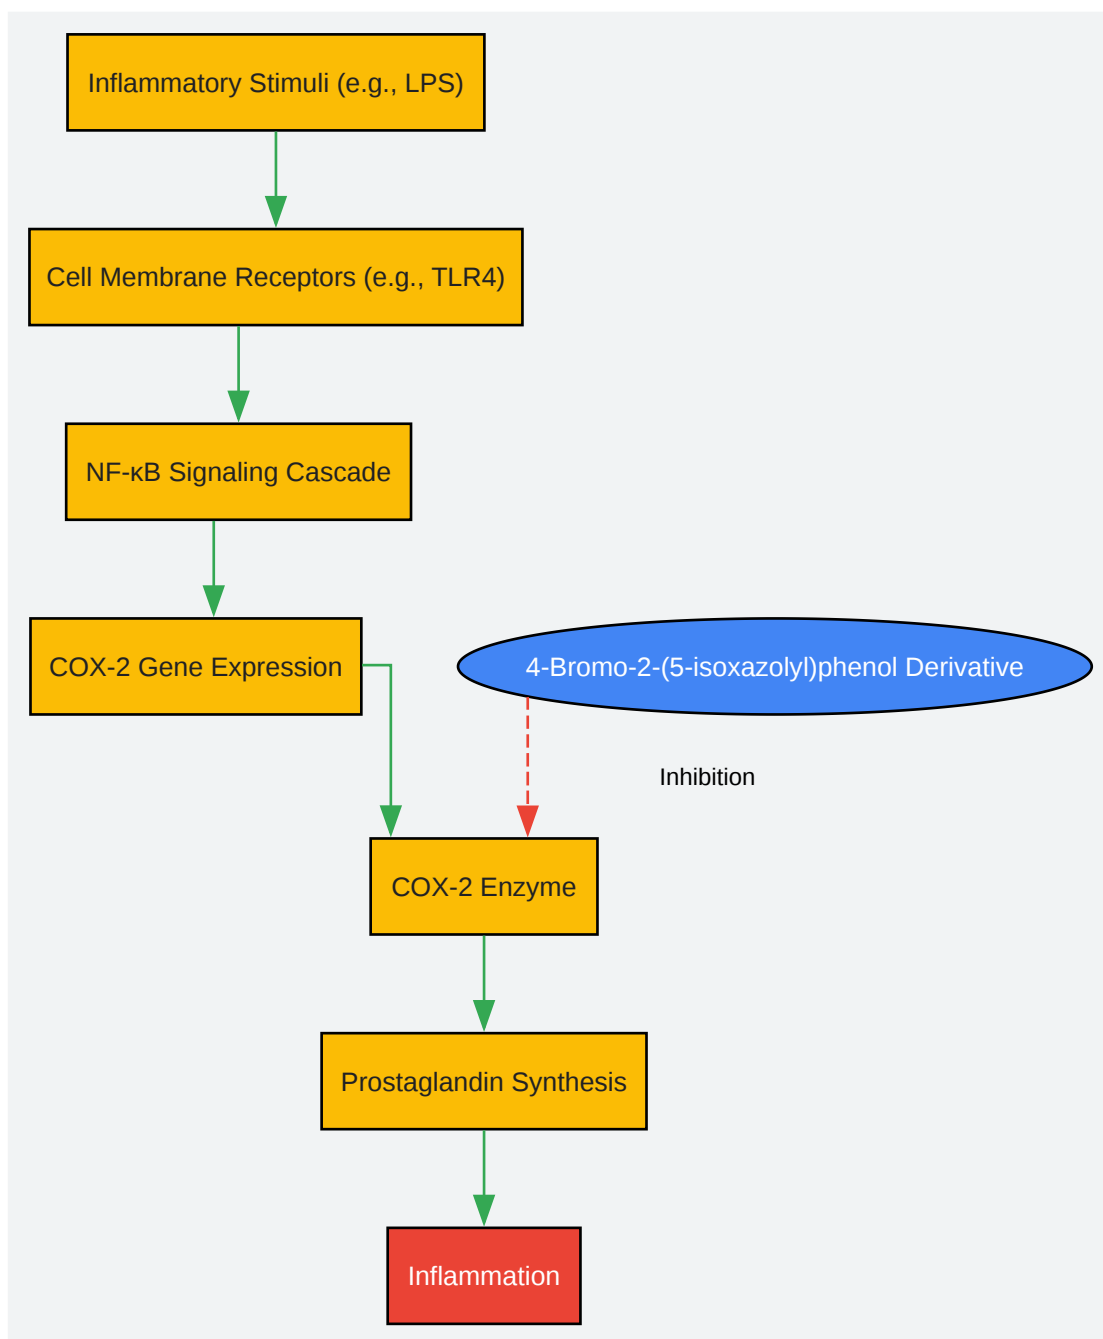 Inflammatory Stimuli (e.g., LPS)
Cell Membrane Receptors (e.g., TLR4)
NF-κB Signaling Cascade
COX-2 Gene Expression
4-Bromo-2-(5-isoxazolyl)phenol Derivative
Inhibition
COX-2 Enzyme
Prostaglandin Synthesis
Inflammation